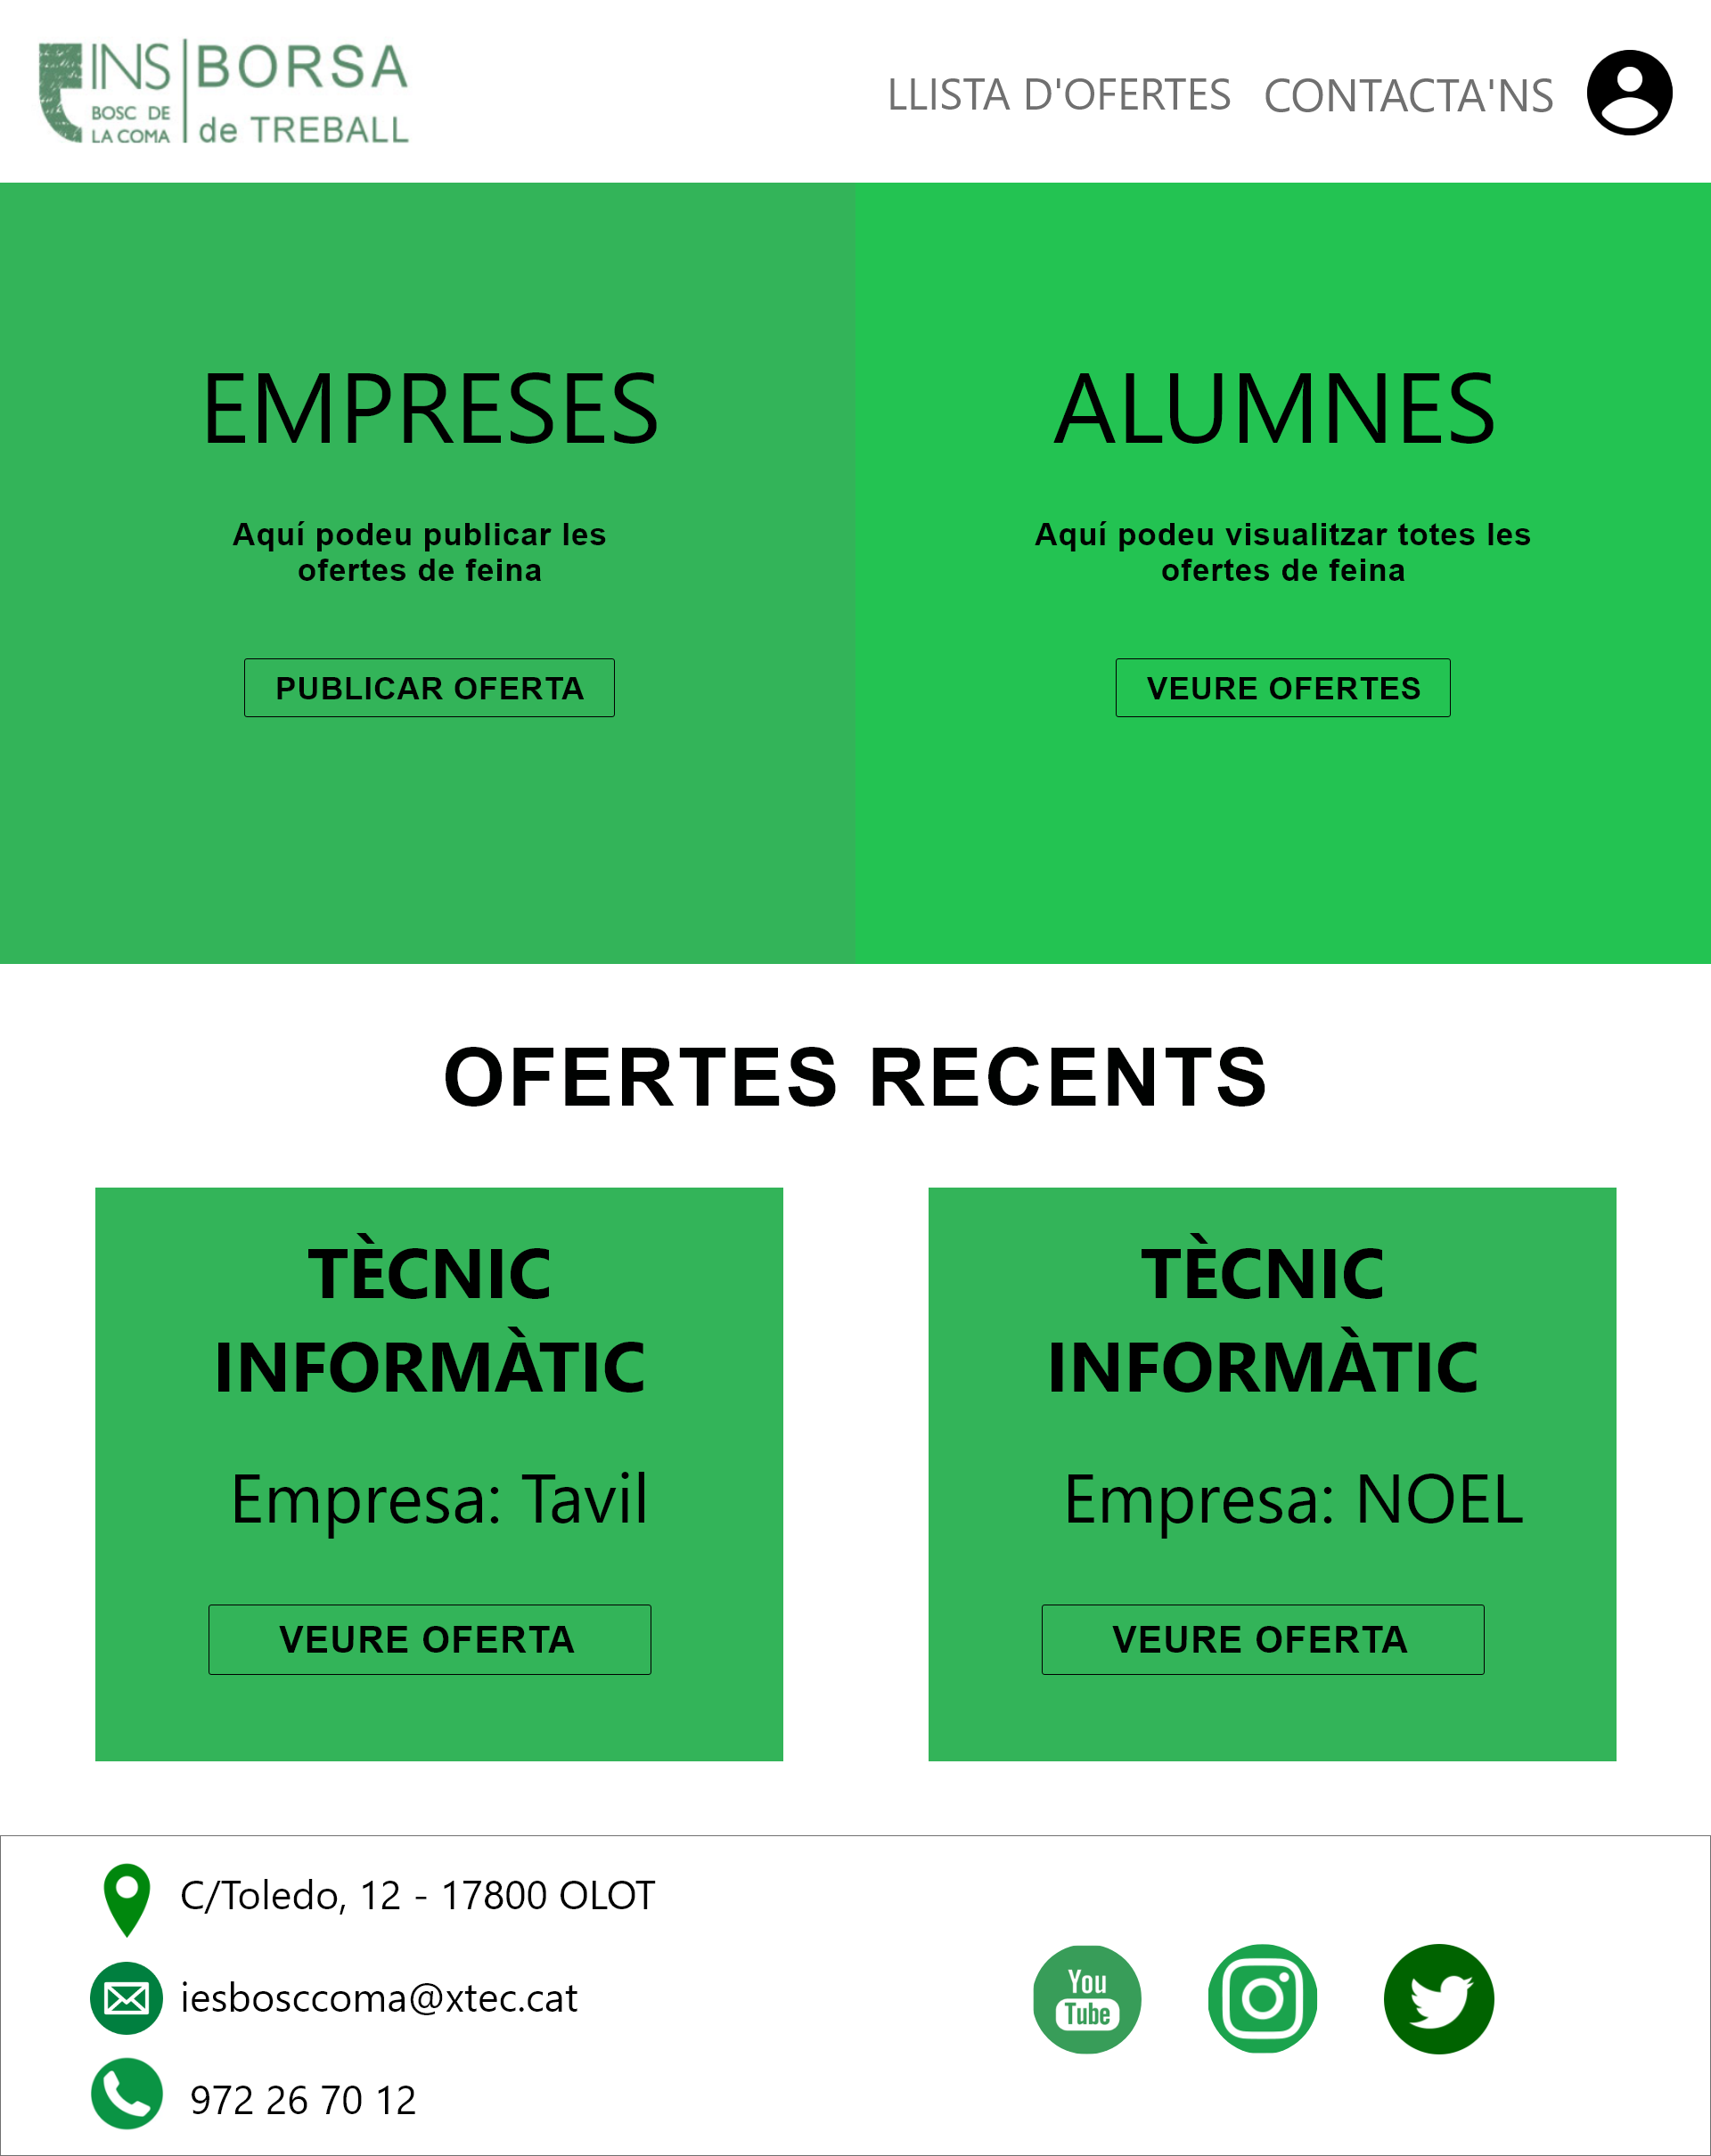 INS
BOSC DE
LA COMA
BORSA
de TREBALL
LLISTA D'OFERTES
CONTACTA'NS
EMPRESES
Aquí podeu publicar les
ofertes de feina
PUBLICAR OFERTA
ALUMNES
Aquí podeu visualitzar totes les
ofertes de feina
VEURE OFERTES
OFERTES RECENTS
TÈCNIC
INFORMÀTIC
Empresa: Tavil
VEURE OFERTA
TÈCNIC
INFORMÀTIC
Empresa: NOEL
VEURE OFERTA
C/Toledo, 12 - 17800 OLOT
iesbosccoma@xtec.cat
972 26 70 12
You
Tube